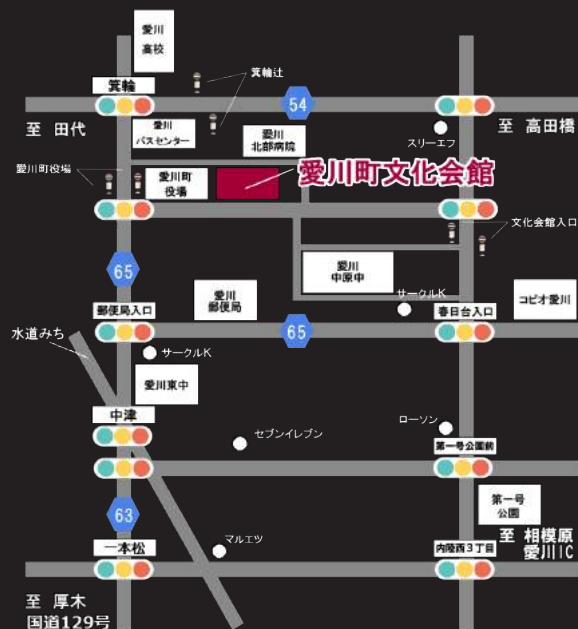 愛川
高校
箕輪
箕輪辻
54
至 田代
愛川
バスセンター
愛川
北部病院
スリーエフ
至 高田橋
愛川町役場
愛川町
役場
愛川町文化会館
文化会館入口
65
愛川
中原中
愛川
郵便局
サークルK
コピオ愛川
郵便局入口
65
春日台入口
水道みち
サークルK
愛川東中
中津
ローソン
セブンイレブン
第一号公園前
63
第一号
公園
マルエツ
一本松
内陸西3丁目
至 相模原
愛川IC
至 厚木
国道129号